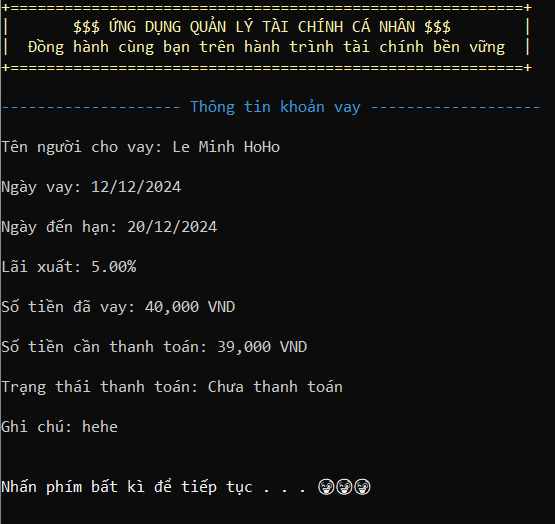 +=========================================================+
|       $$$ ỨNG DỤNG QUẢN LÝ TÀI CHÍNH CÁ NHÂN $$$        |
|  Đồng hành cùng bạn trên hành trình tài chính bền vững  |
+=========================================================+
-------------------- Thông tin khoản vay -------------------
Tên người cho vay: Le Minh HoHo
Ngày vay: 12/12/2024
Ngày đến hạn: 20/12/2024
Lãi xuất: 5.00%
Số tiền đã vay: 40,000 VND
Số tiền cần thanh toán: 39,000 VND
Trạng thái thanh toán: Chưa thanh toán
Ghi chú: hehe
Nhấn phím bất kì để tiếp tục . . .